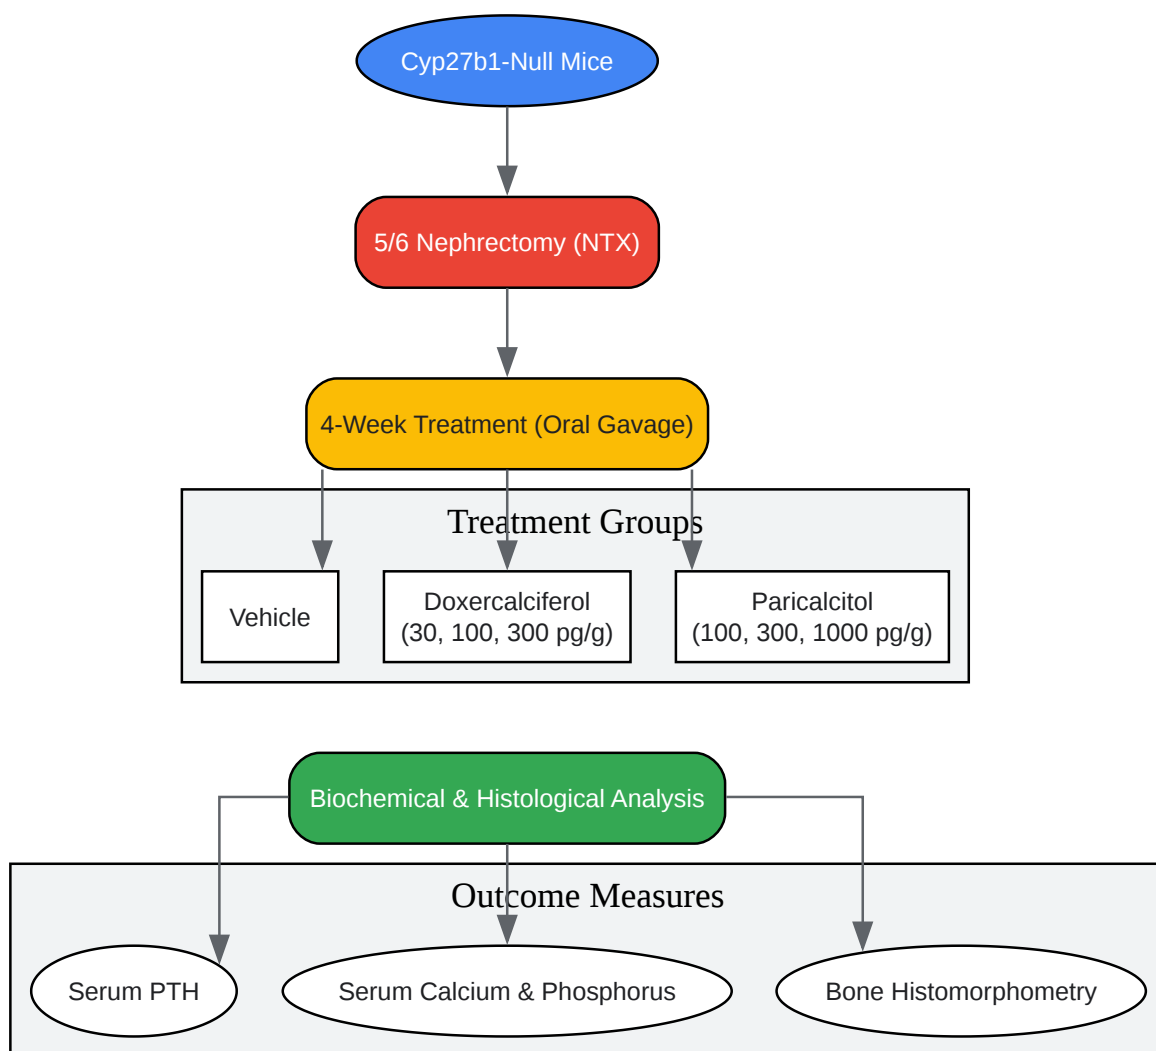 Cyp27b1-Null Mice
5/6 Nephrectomy (NTX)
4-Week Treatment (Oral Gavage)
Treatment Groups
Vehicle
Doxercalciferol
(30, 100, 300 pg/g)
Paricalcitol
(100, 300, 1000 pg/g)
Biochemical & Histological Analysis
Outcome Measures
Serum PTH
Serum Calcium & Phosphorus
Bone Histomorphometry